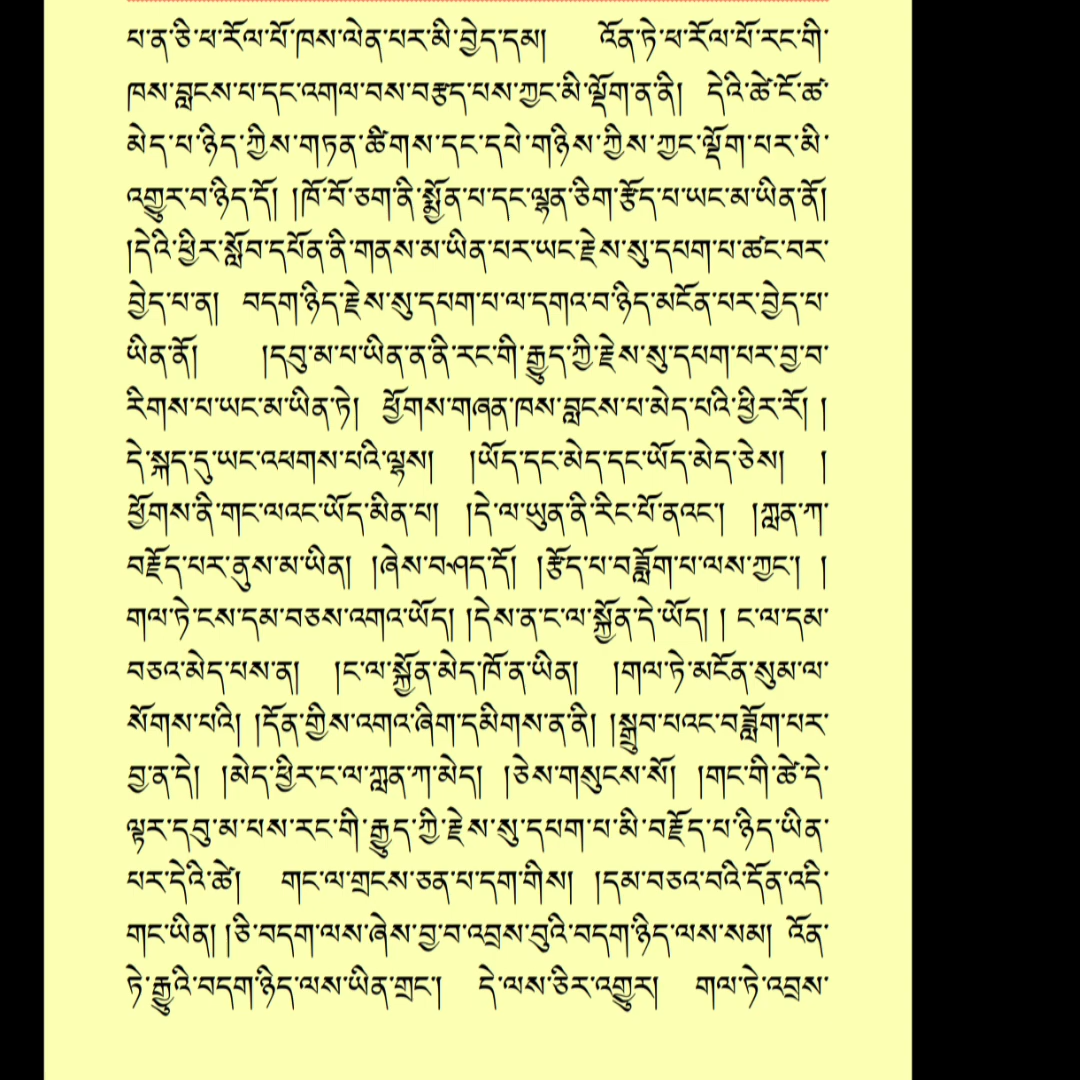 པ་ན་ཅི་ཕ་རོལ་པོ་ཁས་ལེན་པར་མི་བྱེད་དམ། འོན་ཏེ་ཕ་རོལ་པོ་རང་གི་
ཁས་བླངས་པ་དང་འགལ་བས་བརྩད་པས་ཀྱང་མི་ལྡོག་ན་ནི། དེའི་ཚེ་ངོ་ཚ་
མེད་པ་ཉིད་ཀྱིས་གཏན་ཚིགས་དང་དཔེ་གཉིས་ཀྱིས་ཀྱང་ལྡོག་པར་མི་
འགྱུར་བ་ཉིད་དོ། །ཁོ་བོ་ཅག་ནི་སྨྱོན་པ་དང་ལྷན་ཅིག་རྩོད་པ་ཡང་མ་ཡིན་ནོ།
།དེའི་ཕྱིར་སློབ་དཔོན་ནི་གནས་མ་ཡིན་པར་ཡང་རྗེས་སུ་དཔག་པ་ཚང་བར་
བྱེད་པ་ན། བདག་ཉིད་རྗེས་སུ་དཔག་པ་ལ་དགའ་བ་ཉིད་མངོན་པར་བྱེད་པ་
ཡིན་ནོ། །དབུ་མ་པ་ཡིན་ན་ནི་རང་གི་རྒྱུད་ཀྱི་རྗེས་སུ་དཔག་པར་བྱ་བ་
རིགས་པ་ཡང་མ་ཡིན་ཏེ། ཕྱོགས་གཞན་ཁས་བླངས་པ་མེད་པའི་ཕྱིར་རོ། །
དེ་སྐད་དུ་ཡང་འཕགས་པའི་ལྷས། །ཡོད་དང་མེད་དང་ཡོད་མེད་ཅེས། །
ཕྱོགས་ནི་གང་ལའང་ཡོད་མིན་པ། །དེ་ལ་ཡུན་ནི་རིང་པོ་ནའང་། །ཀླན་ཀ་
བརྗོད་པར་ནུས་མ་ཡིན། །ཞེས་བཤད་དོ། །རྩོད་པ་བཟློག་པ་ལས་ཀྱང་། །
གལ་ཏེ་ངས་དམ་བཅས་འགའ་ཡོད། །དེས་ན་ང་ལ་སྐྱོན་དེ་ཡོད། ། ང་ལ་དམ་
བཅའ་མེད་པས་ན། །ང་ལ་སྐྱོན་མེད་ཁོ་ན་ཡིན། །གལ་ཏེ་མངོན་སུམ་ལ་
སོགས་པའི། །དོན་གྱིས་འགའ་ཞིག་དམིགས་ན་ནི། །སྒྲུབ་པའང་བཟློག་པར་
བྱ་ན་དེ། །མེད་ཕྱིར་ང་ལ་ཀླན་ཀ་མེད། །ཅེས་གསུངས་སོ། །གང་གི་ཚེ་དེ་
ལྟར་དབུ་མ་པས་རང་གི་རྒྱུད་ཀྱི་རྗེས་སུ་དཔག་པ་མི་བརྗོད་པ་ཉིད་ཡིན་
པར་དེའི་ཚེ། གང་ལ་གྲངས་ཅན་པ་དག་གིས། །དམ་བཅའ་བའི་དོན་འདི་
གང་ཡིན། །ཅི་བདག་ལས་ཞེས་བྱ་བ་འབྲས་བུའི་བདག་ཉིད་ལས་སམ། འོན་
ཏེ་རྒྱུའི་བདག་ཉིད་ལས་ཡིན་གྲང་། དེ་ལས་ཅིར་འགྱུར། གལ་ཏེ་འབྲས་